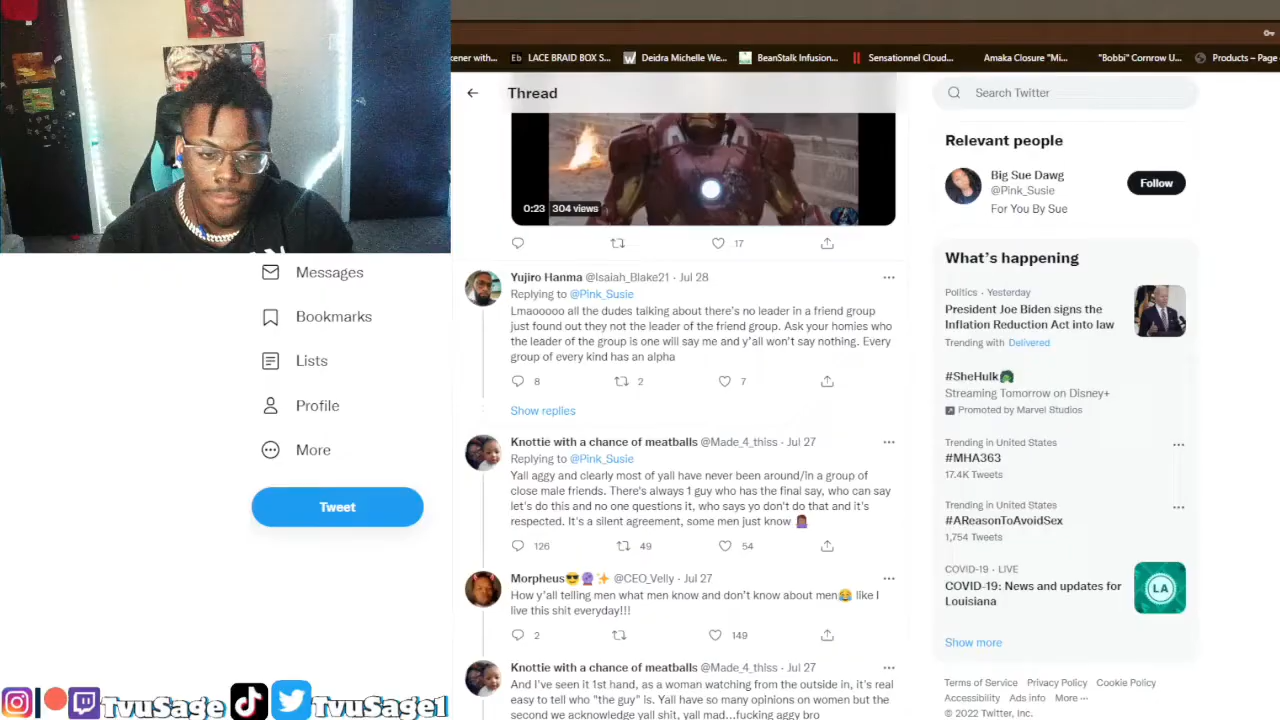 ener with...
Eb LACE BRAID BOX S...
W Deidra Michelle We...
BeanStalk Infusion...
Sensationnel Cloud...
Amaka Closure "Mi...
"Bobbi" Cornrow U...
Products – Page
Thread
0:23 304 views
17
Yujiro Hanma @Isaiah_Blake21 · Jul 28
Replying to @Pink_Susie
Lmaooooo all the dudes talking about there's no leader in a friend group
just found out they not the leader of the friend group. Ask your homies who
the leader of the group is one will say me and y'all won't say nothing. Every
group of every kind has an alpha
8 2 7
Show replies
Knottie with a chance of meatballs @Made_4_thiss · Jul 27
Replying to @Pink_Susie
Yall aggy and clearly most of yall have never been around/in a group of
close male friends. There's always 1 guy who has the final say, who can say
let's do this and no one questions it, who says yo don't do that and it's
respected. It's a silent agreement, some men just know 🤷🏾‍♀️
126 49 54
Morpheus😎🔮✨ @CEO_Velly · Jul 27
How y'all telling men what men know and don't know about men😂 like I
live this shit everyday!!!
2 149
Knottie with a chance of meatballs @Made_4_thiss · Jul 27
And I've seen it 1st hand, as a woman watching from the outside in, it's real
easy to tell who "the guy" is. Yall have so many opinions on women but the
second we acknowledge yall shit, yall mad...fucking aggy bro
Messages
Bookmarks
Lists
Profile
More
Tweet
Search Twitter
Relevant people
Big Sue Dawg
@Pink_Susie
For You By Sue
Follow
What's happening
Politics · Yesterday
President Joe Biden signs the
Inflation Reduction Act into law
Trending with Delivered
#SheHulk
Streaming Tomorrow on Disney+
Promoted by Marvel Studios
Trending in United States
#MHA363
17.4K Tweets
Trending in United States
#AReasonToAvoidSex
1,754 Tweets
COVID-19 · LIVE
COVID-19: News and updates for
Louisiana
LA
Show more
Terms of Service Privacy Policy Cookie Policy
Accessibility Ads info More ···
© 2022 Twitter, Inc.
TvuSage
TvuSage1